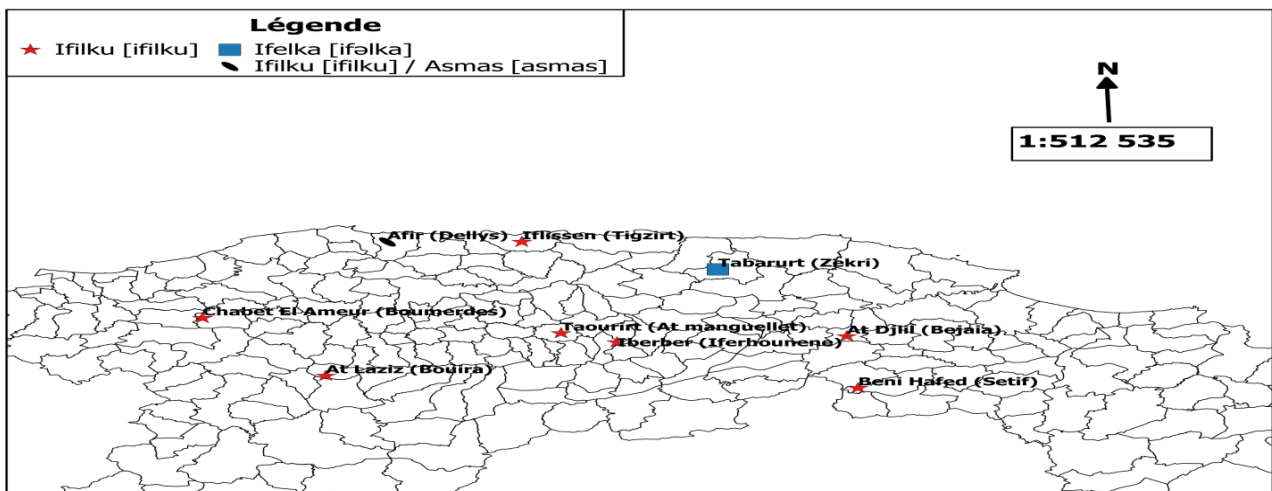 Légende
Ifilku [ifilku]
Ifelka [ifəlka]
Ifilku [ifilku] / Asmas [asmas]
N
1:512 535
Afir (Dellys)
Iflissen (Tigzirt)
Tabarurt (Zekri)
Chabet El Ameur (Boumerdes)
Taourirt (At manguellet)
At Djlil (Bejaia)
Iberber (Iferhounene)
At Laziz (Bouira)
Beni Hafed (Setif)